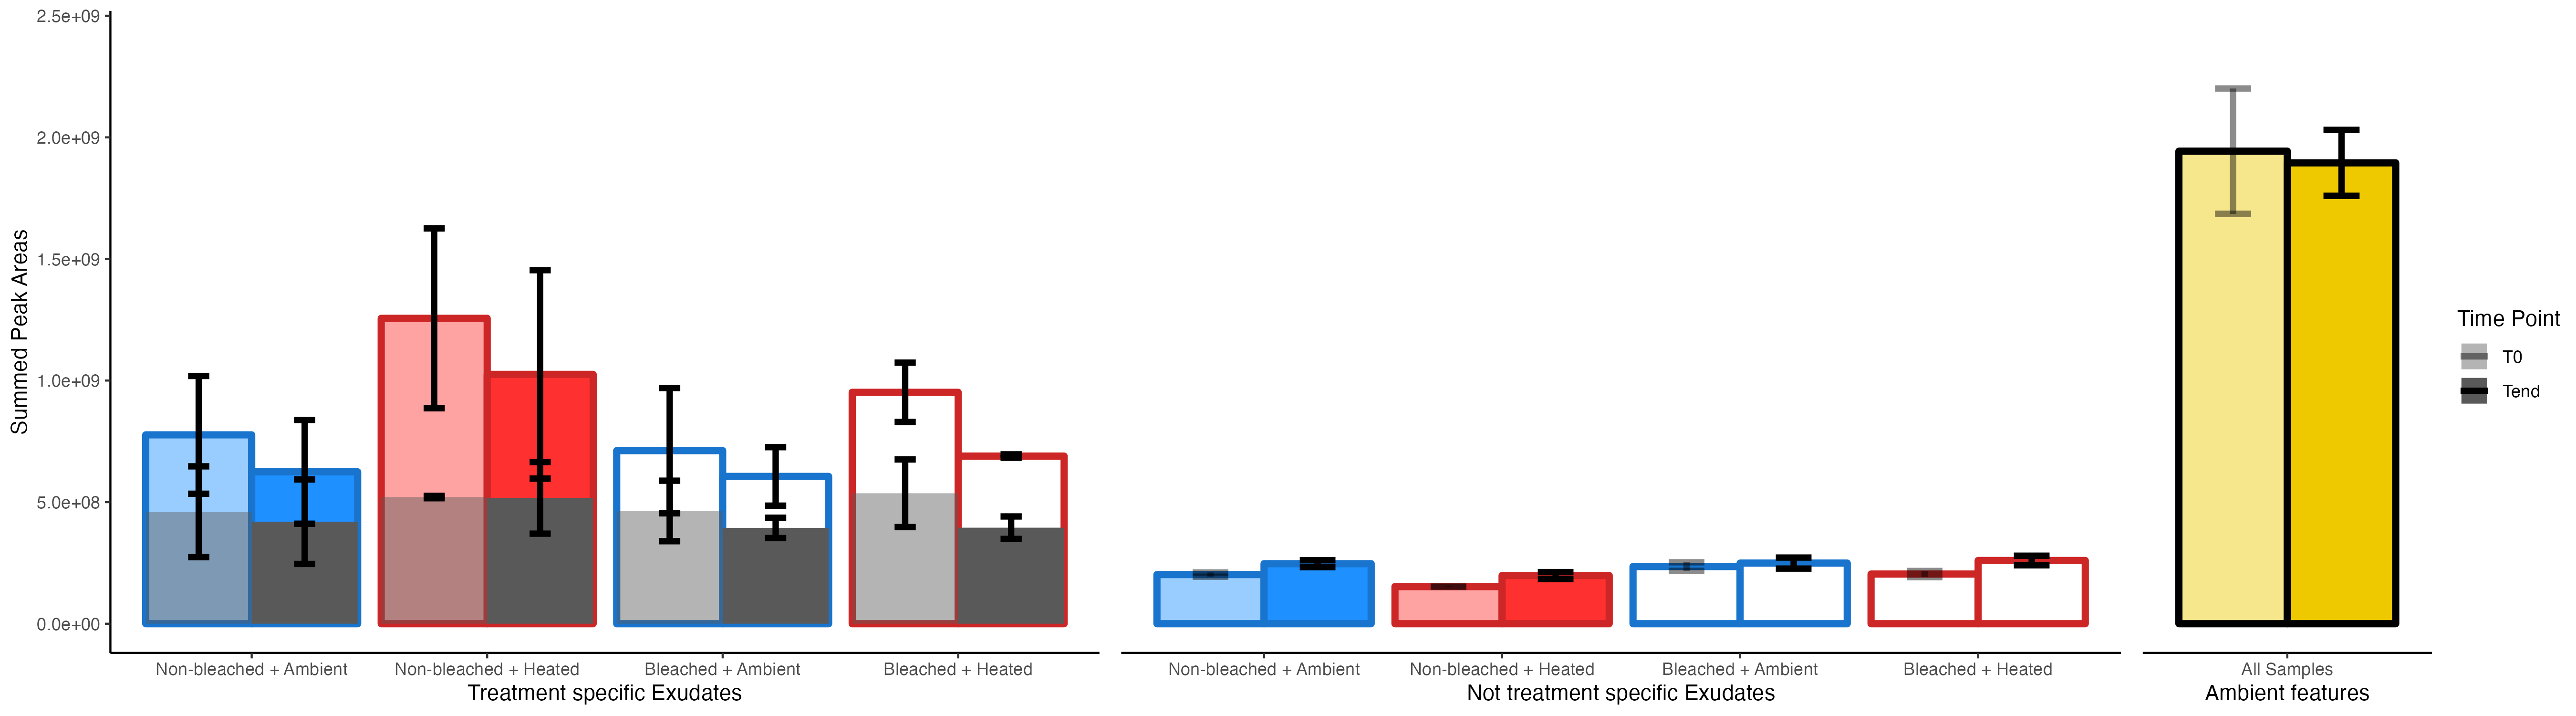 Summed Peak Areas
2.5e+09
2.0e+09
1.5e+09
1.0e+09
5.0e+08
0.0e+00
Non-bleached + Ambient
Non-bleached + Heated
Bleached + Ambient
Bleached + Heated
Treatment specific Exudates
Non-bleached + Ambient
Non-bleached + Heated
Bleached + Ambient
Bleached + Heated
Not treatment specific Exudates
All Samples
Ambient features
Time Point
T0
Tend